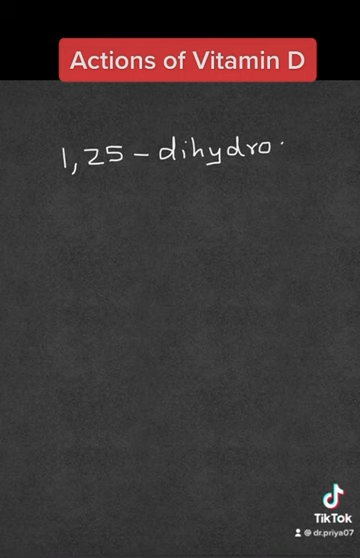 Actions of Vitamin D
1,25 - dihydro
TikTok
@ dr.priya07